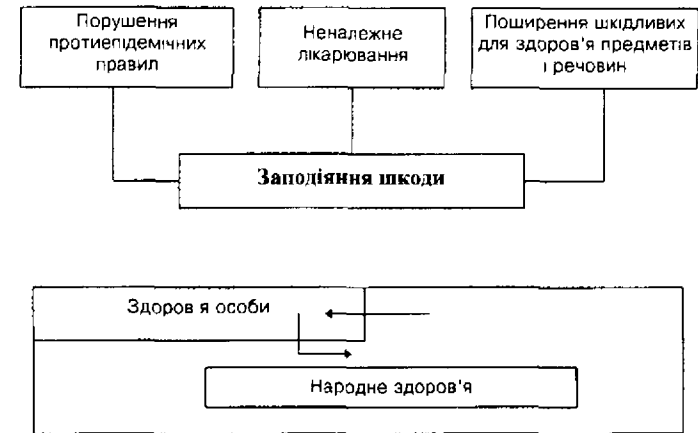 Порушення
протиепідемічних
правил
Неналежне
лікарювання
Поширення шкідливих
для здоров'я предметів
і речовин
Заподіяння шкоди
Здоров я особи
Народне здоров'я